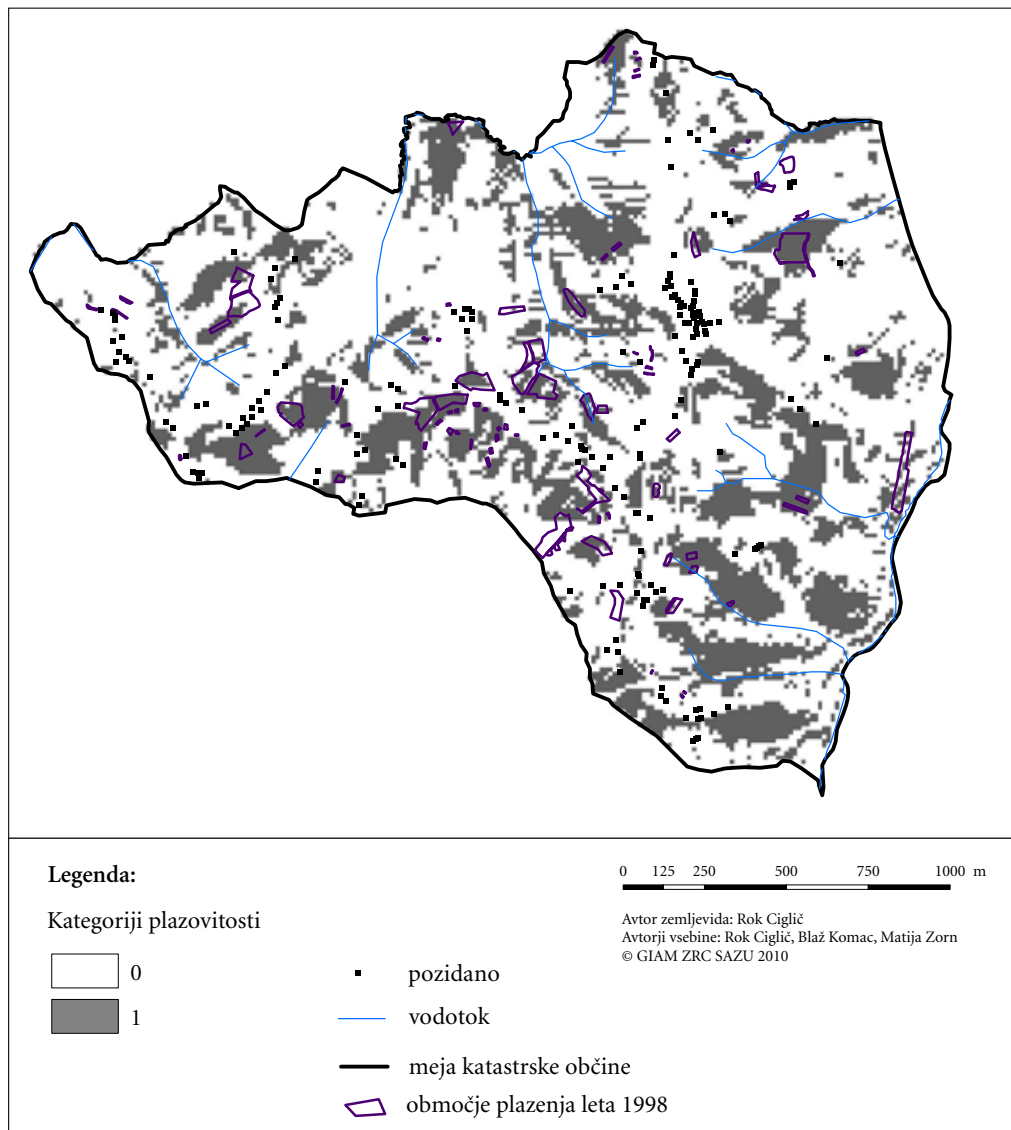 Legenda:
Kategoriji plazovitosti
0
1
pozidano
vodotok
meja katastrske občine
območje plazenja leta 1998
0 125 250 500 750 1000 m
Avtor zemljevida: Rok Ciglič
Avtorji vsebine: Rok Ciglič, Blaž Komac, Matija Zorn
© GIAM ZRC SAZU 2010